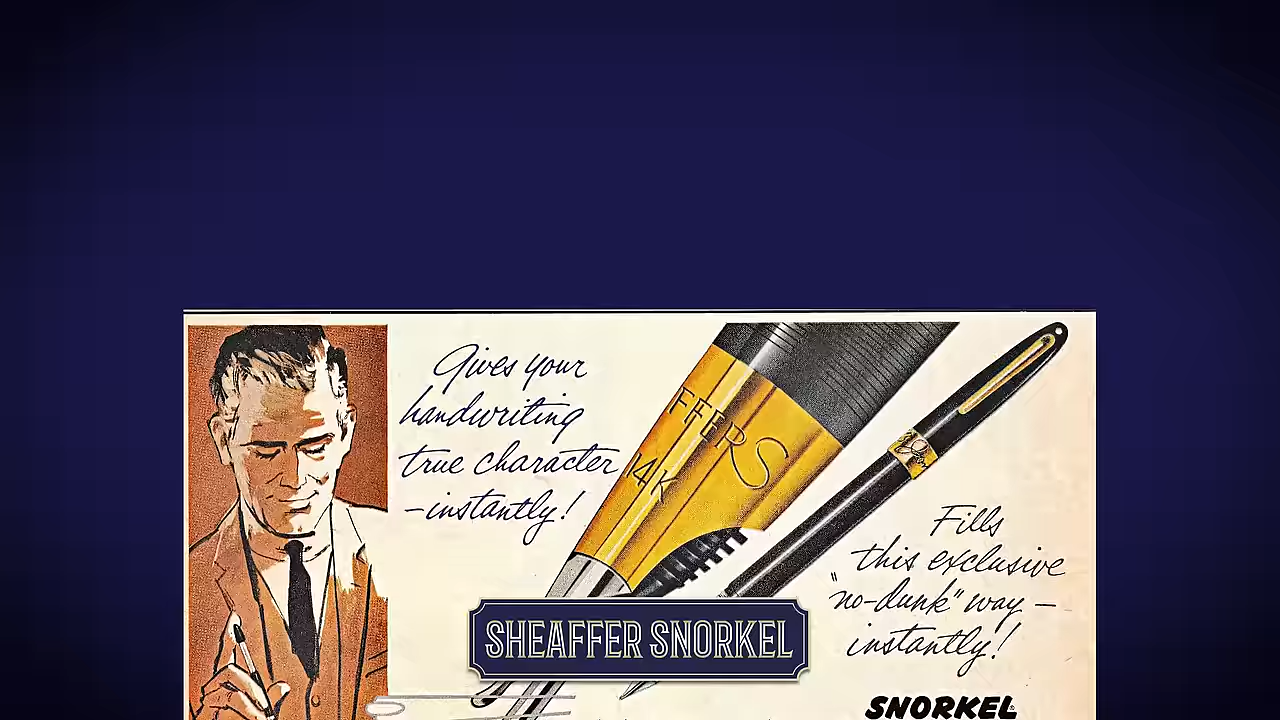 Gives your
handwriting
true character
-instantly!
FFERS
14K
Fills
this exclusive
"no-dunk" way —
instantly!
SHEAFFER SNORKEL
SNORKEL